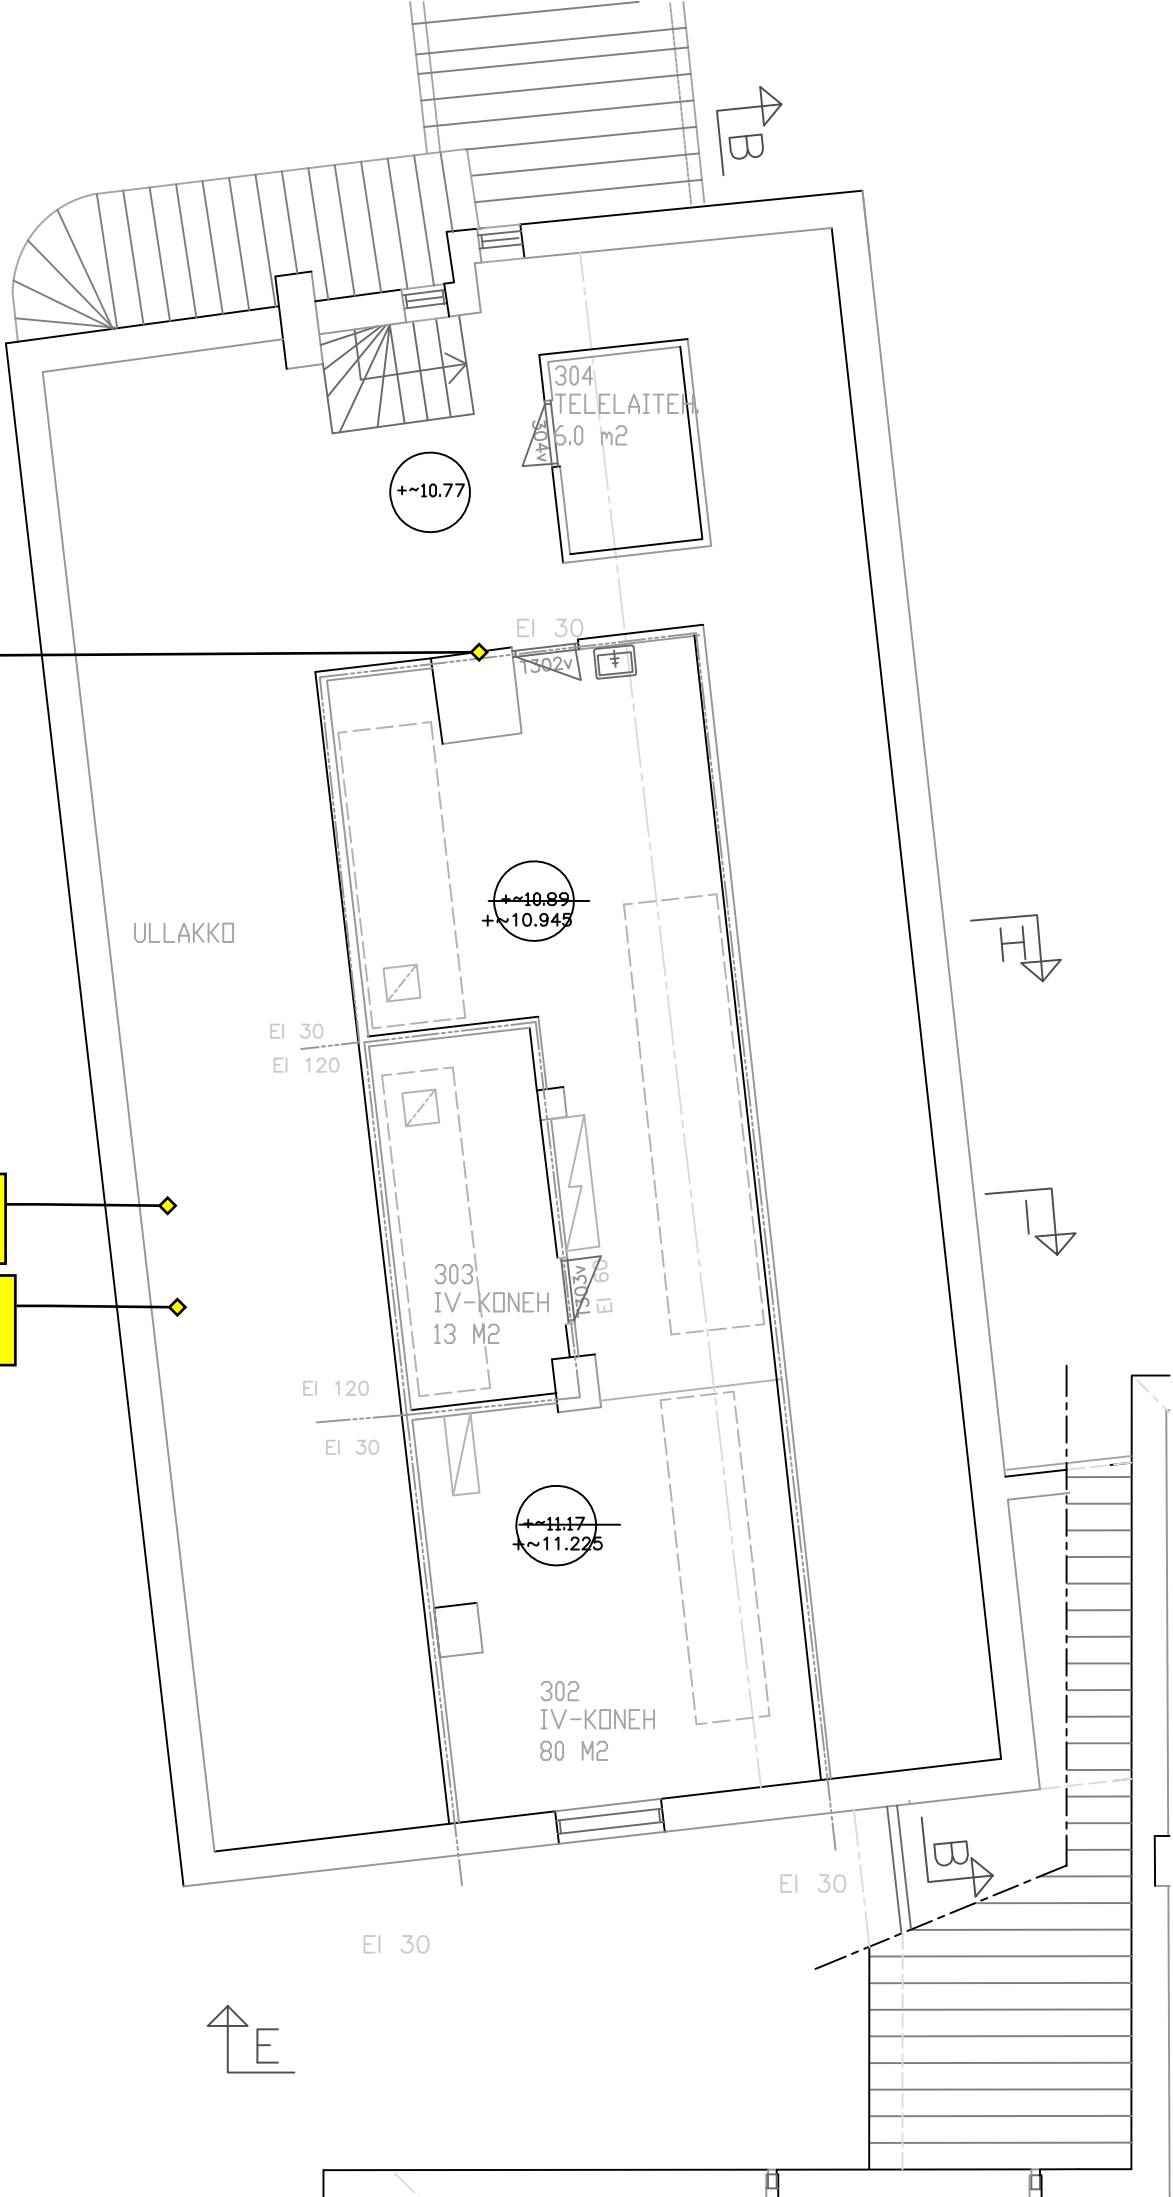 B
304
TELELAITEH.
6.0 m2
304v
+~10.77
EI 30
T302v
+~10.89
+~10.945
ULLAKKO
H
EI 30
EI 120
I
303
IV-KONEH
13 M2
T303v
EI 60
EI 120
EI 30
+~11.17
+~11.225
302
IV-KONEH
80 M2
B
EI 30
EI 30
E